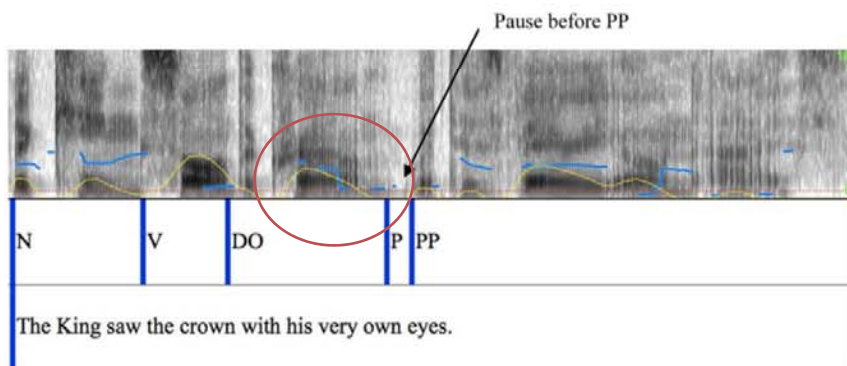 Pause before PP
N V DO P PP
The King saw the crown with his very own eyes.